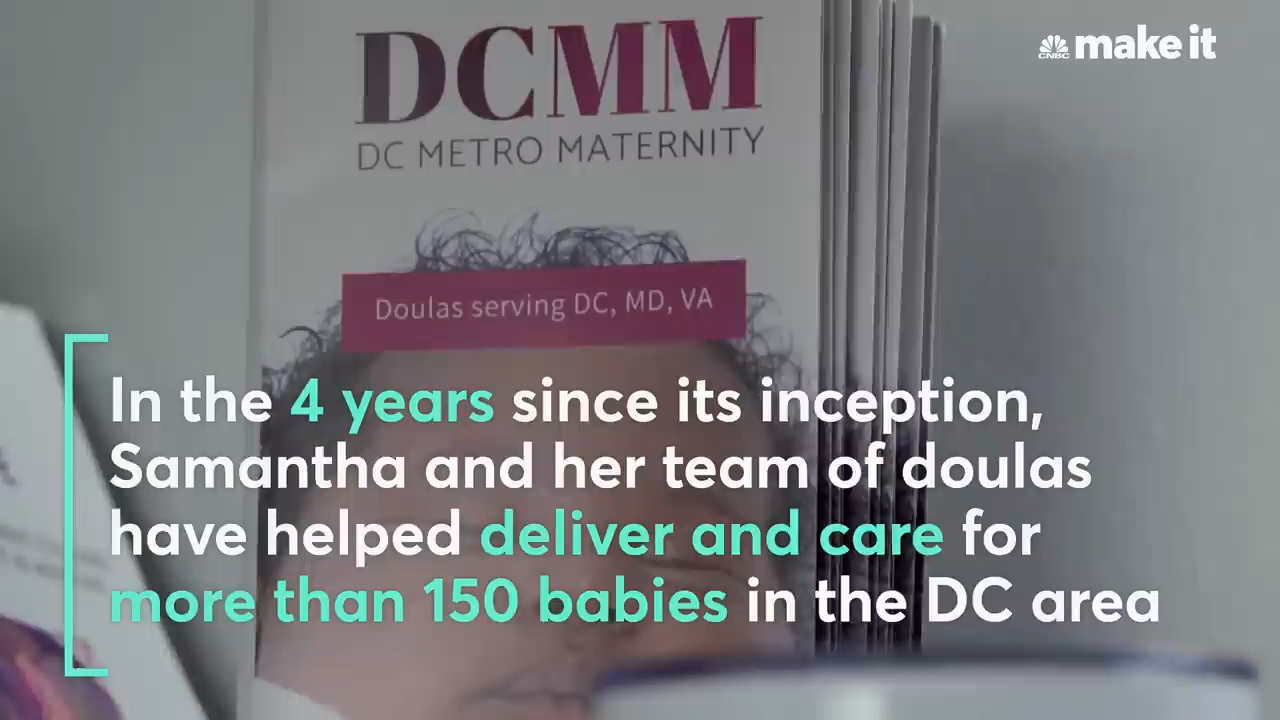 CNBC make it
DCMM
DC METRO MATERNITY
Doulas serving DC, MD, VA
In the 4 years since its inception,
Samantha and her team of doulas
have helped deliver and care for
more than 150 babies in the DC area